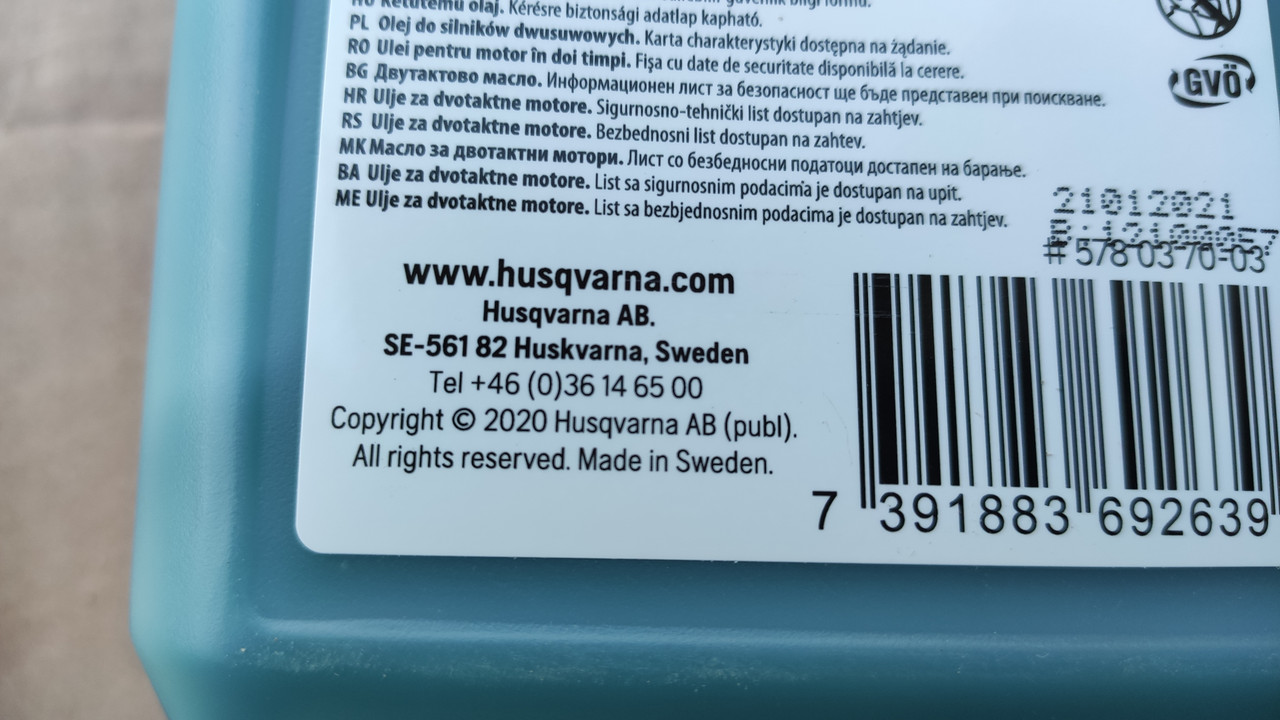 HU Kétütemű olaj. Kérésre biztonsági adatlap kapható.
PL Olej do silników dwusuwowych. Karta charakterystyki dostępna na żądanie.
RO Ulei pentru motor în doi timpi. Fişa cu date de securitate disponibilă la cerere.
BG Двутактово масло. Информационен лист за безопасност ще бъде представен при поискване.
HR Ulje za dvotaktne motore. Sigurnosno-tehnički list dostupan na zahtjev.
RS Ulje za dvotaktne motore. Bezbednosni list dostupan na zahtev.
MK Масло за двотактни мотори. Лист со безбедносни податоци достапен на барање.
BA Ulje za dvotaktne motore. List sa sigurnosnim podacima je dostupan na upit.
ME Ulje za dvotaktne motore. List sa bezbjednosnim podacima je dostupan na zahtjev.
GVÖ
21012021
B:12100057
# 578 03 70-03
www.husqvarna.com
Husqvarna AB.
SE-561 82 Huskvarna, Sweden
Tel +46 (0)36 14 65 00
Copyright © 2020 Husqvarna AB (publ).
All rights reserved. Made in Sweden.
7 391883 692639